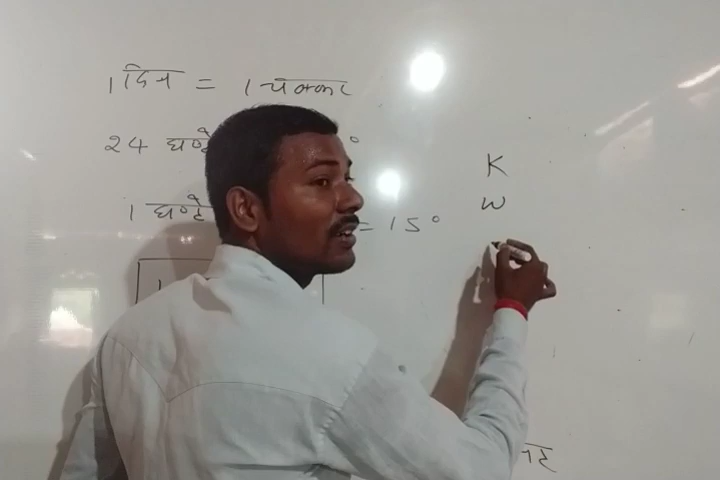 1 दिन = 1 चक्कर
24 घण्टे °
1 घण्टे = 15°
K
W